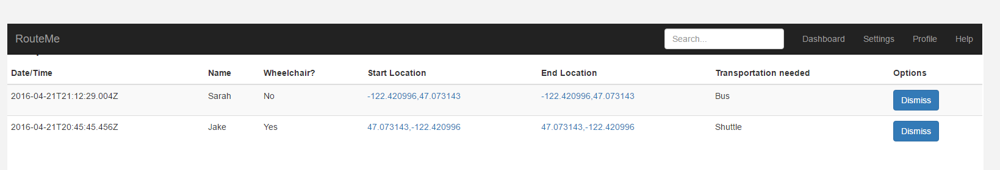 RouteMe Search... Dashboard Settings Profile Help
Date/Time Name Wheelchair? Start Location End Location Transportation needed Options
2016-04-21T21:12:29.004Z Sarah No -122.420996,47.073143 -122.420996,47.073143 Bus Dismiss
2016-04-21T20:45:45.456Z Jake Yes 47.073143,-122.420996 47.073143,-122.420996 Shuttle Dismiss